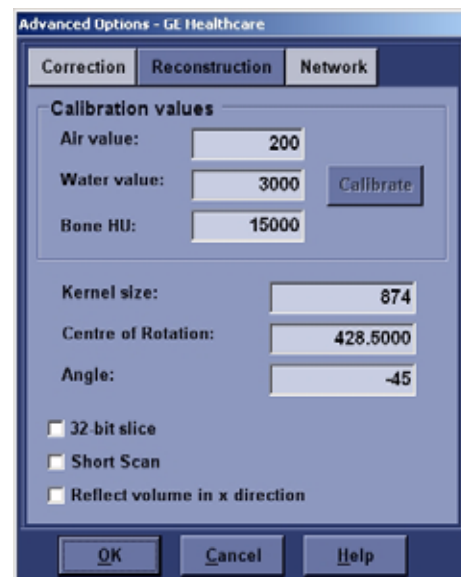 Advanced Options - GE Healthcare
Correction Reconstruction Network
Calibration values
Air value: 200
Water value: 3000 Calibrate
Bone HU: 15000
Kernel size: 874
Centre of Rotation: 428.5000
Angle: -45
32-bit slice
Short Scan
Reflect volume in x direction
OK Cancel Help